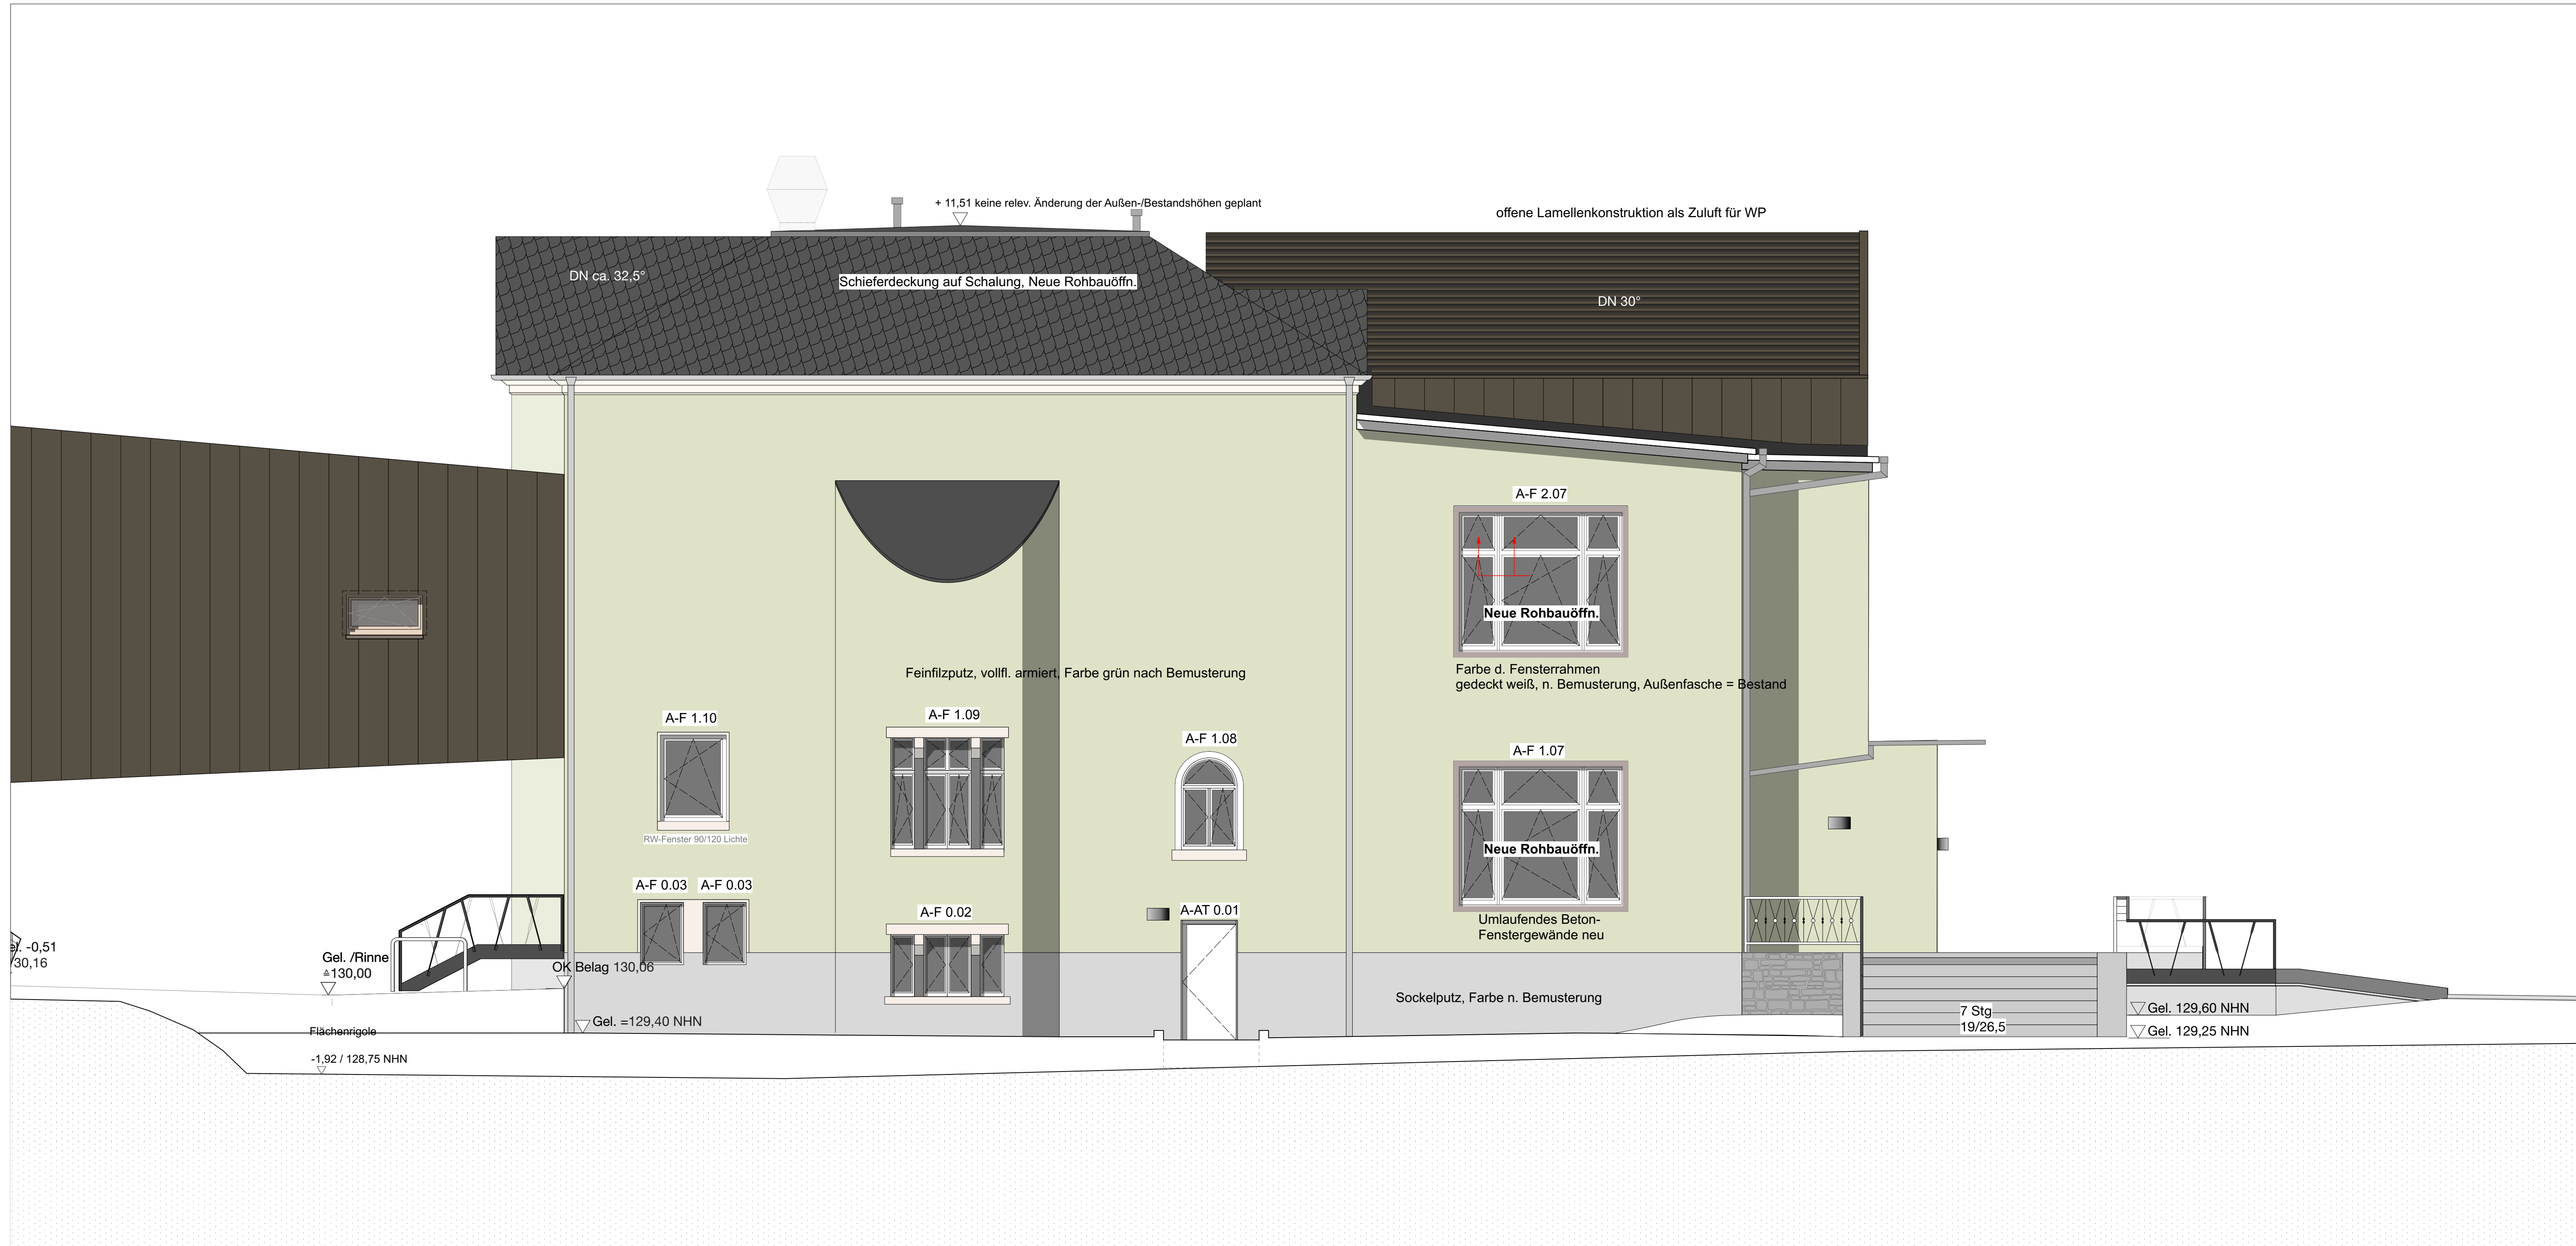 + 11,51 keine relev. Änderung der Außen-/Bestandshöhen geplant
offene Lamellenkonstruktion als Zuluft für WP
DN ca. 32,5°
Schieferdeckung auf Schalung, Neue Rohbauöffn.
DN 30°
A-F 2.07
Neue Rohbauöffn.
Feinfilzputz, vollfl. armiert, Farbe grün nach Bemusterung
Farbe d. Fensterrahmen
gedeckt weiß, n. Bemusterung, Außenfasche = Bestand
A-F 1.10
A-F 1.09
A-F 1.08
A-F 1.07
RW-Fenster 90/120 Lichte
Neue Rohbauöffn.
A-F 0.03
A-F 0.03
A-F 0.02
A-AT 0.01
Umlaufendes Beton-
Fenstergewände neu
-0,51
30,16
Gel. /Rinne
≙130,00
OK Belag 130,06
Sockelputz, Farbe n. Bemusterung
Gel. =129,40 NHN
Flächenrigole
-1,92 / 128,75 NHN
7 Stg
19/26,5
Gel. 129,60 NHN
Gel. 129,25 NHN